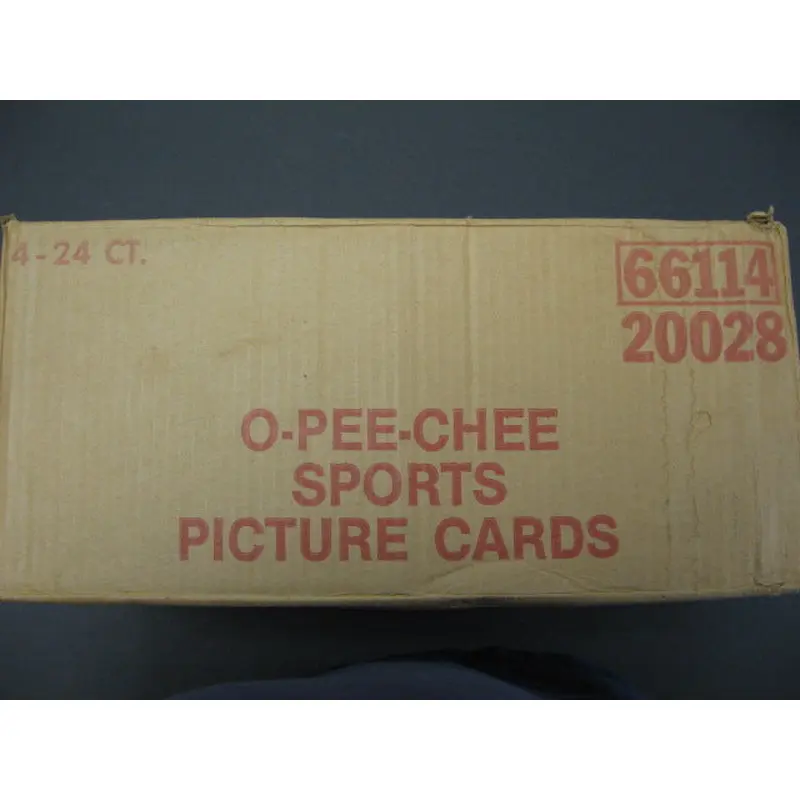 4-24 CT.
66114
20028
O-PEE-CHEE
SPORTS
PICTURE CARDS